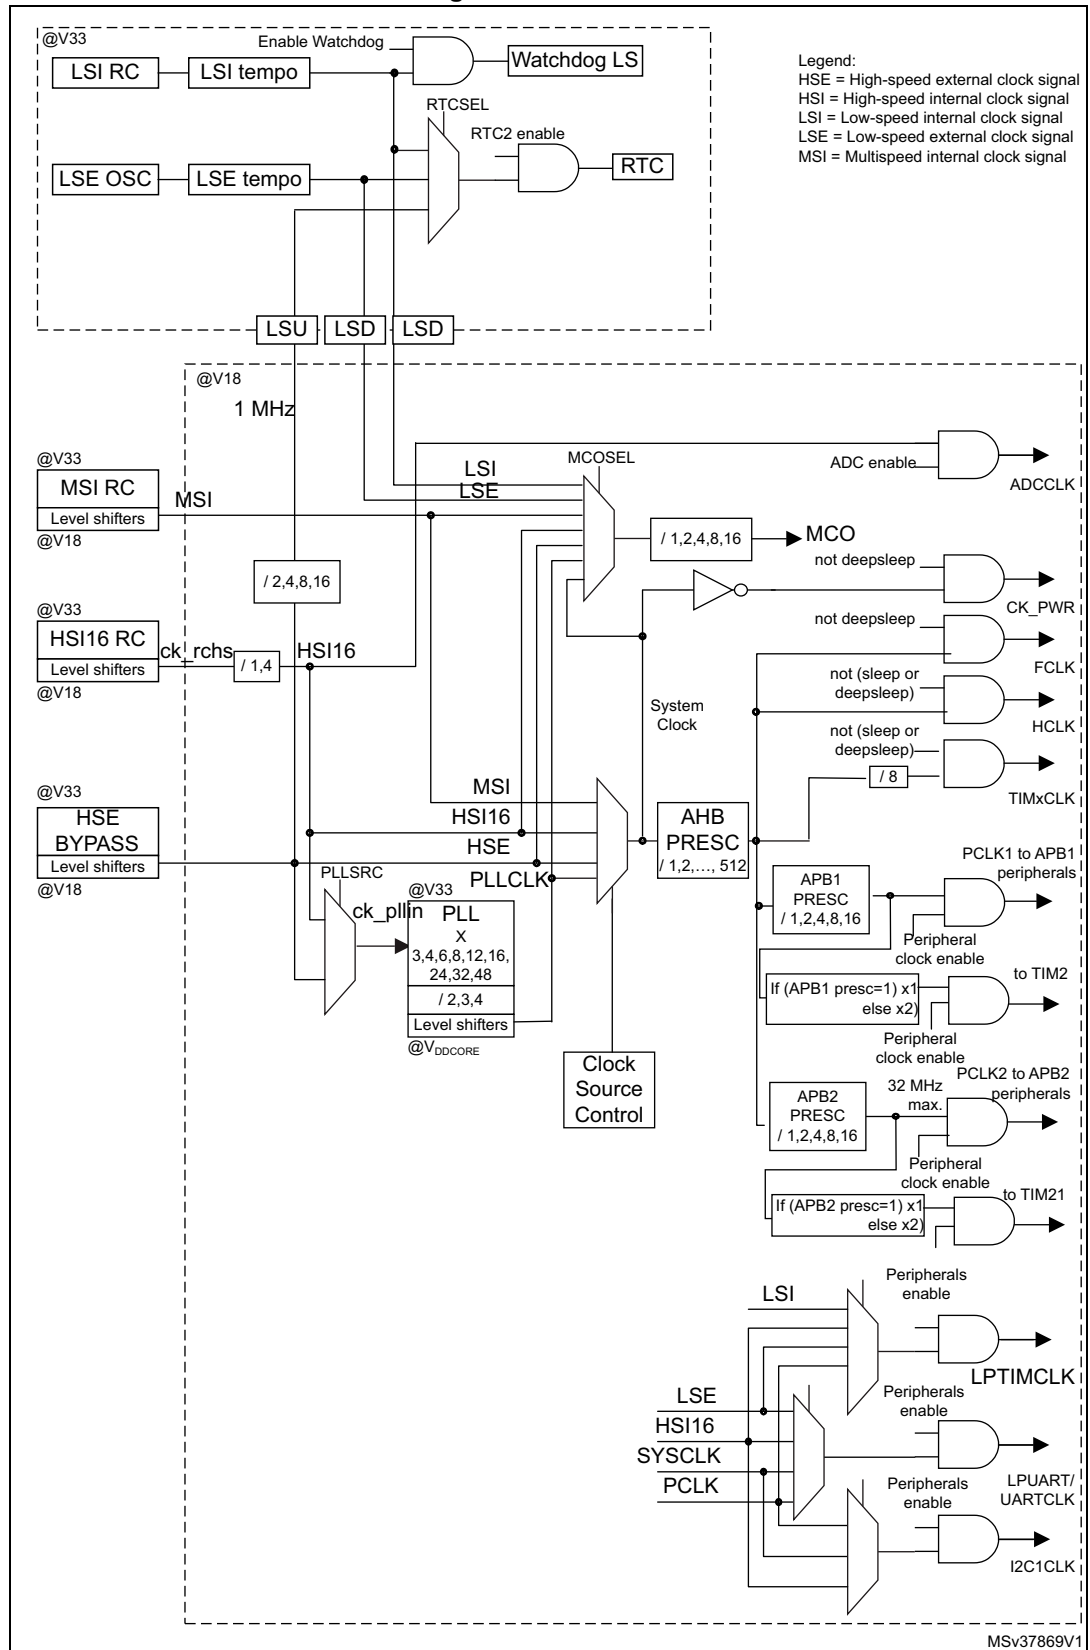 @V33
Enable Watchdog
LSI RC
LSI tempo
Watchdog LS
Legend:
HSE = High-speed external clock signal
HSI = High-speed internal clock signal
LSI = Low-speed internal clock signal
LSE = Low-speed external clock signal
MSI = Multispeed internal clock signal
RTCSEL
RTC2 enable
LSE OSC
LSE tempo
RTC
LSU
LSD
LSD
@V18
1 MHz
@V33
MSI RC
Level shifters
@V18
MSI
LSI
LSE
MCOSEL
ADC enable
ADCCLK
/ 1,2,4,8,16
MCO
/ 2,4,8,16
not deepsleep
CK_PWR
@V33
HSI16 RC
Level shifters
@V18
ck_rchs
/ 1,4
HSI16
not deepsleep
FCLK
System
Clock
not (sleep or
deepsleep)
HCLK
not (sleep or
deepsleep)
/ 8
TIMxCLK
@V33
HSE
BYPASS
Level shifters
@V18
MSI
HSI16
HSE
PLLCLK
AHB
PRESC
/ 1,2,…, 512
PLLSRC
ck_pllin
@V33
PLL
X
3,4,6,8,12,16,
24,32,48
/ 2,3,4
Level shifters
@VDDCORE
Clock
Source
Control
PCLK1 to APB1
peripherals
APB1
PRESC
/ 1,2,4,8,16
Peripheral
clock enable
If (APB1 presc=1) x1
else x2)
to TIM2
Peripheral
clock enable
PCLK2 to APB2
peripherals
32 MHz
max.
APB2
PRESC
/ 1,2,4,8,16
Peripheral
clock enable
If (APB2 presc=1) x1
else x2)
to TIM21
Peripherals
enable
LSI
LPTIMCLK
LSE
HSI16
SYSCLK
PCLK
Peripherals
enable
LPUART/
UARTCLK
Peripherals
enable
I2C1CLK
MSv37869V1